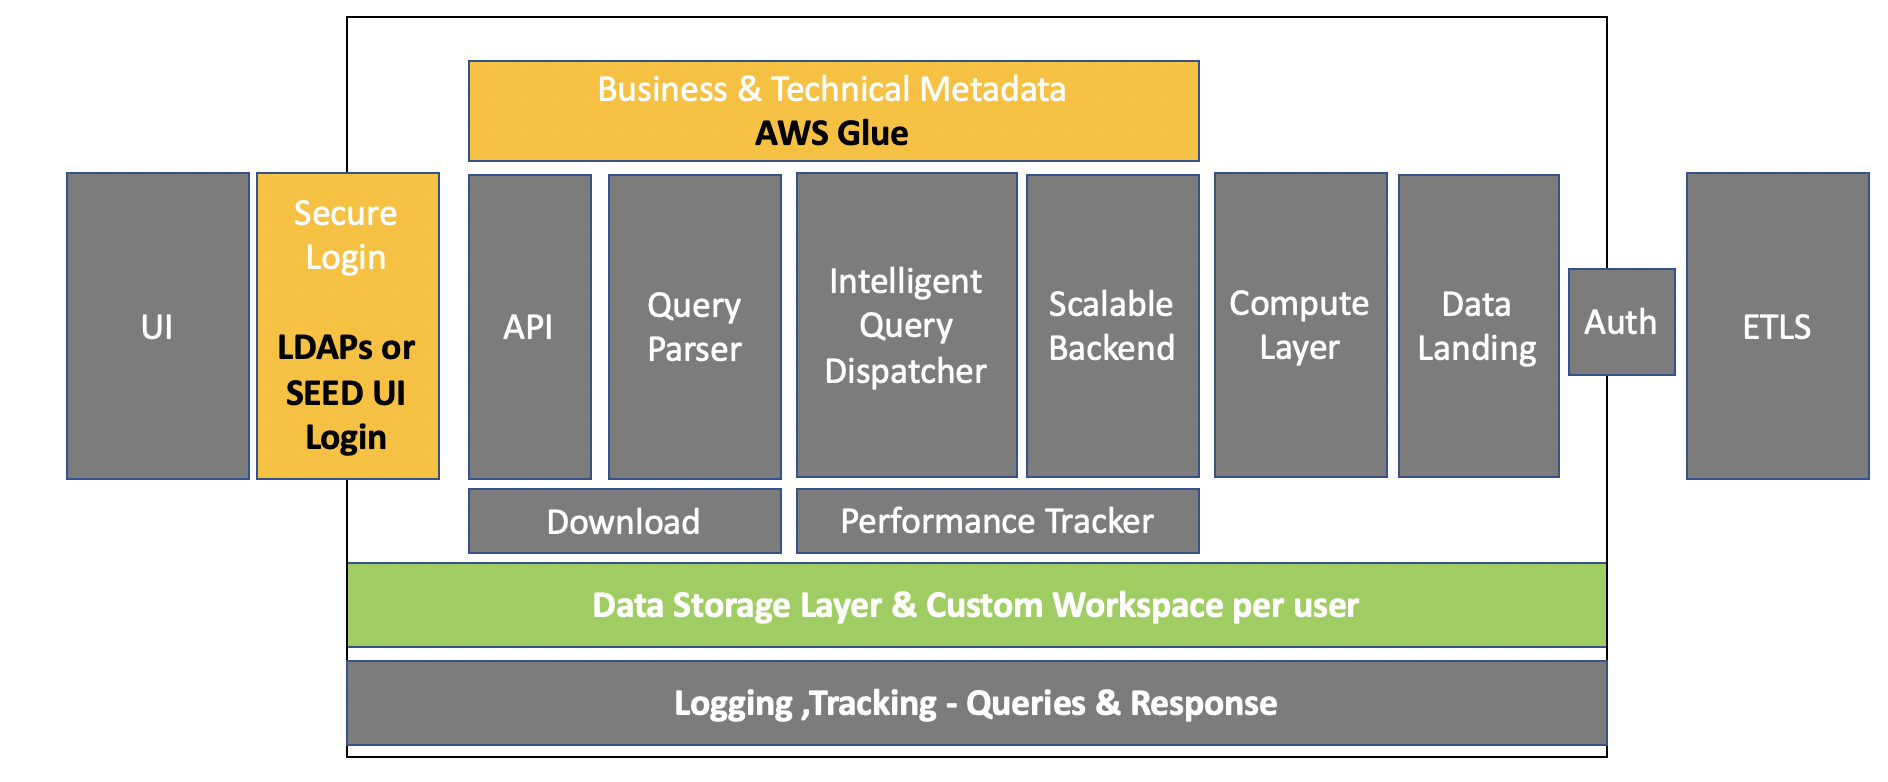 Business & Technical Metadata
AWS Glue
UI
Secure
Login
LDAPs or
SEED UI
Login
API
Query
Parser
Intelligent
Query
Dispatcher
Scalable
Backend
Compute
Layer
Data
Landing
Auth
ETLS
Download
Performance Tracker
Data Storage Layer & Custom Workspace per user
Logging ,Tracking - Queries & Response